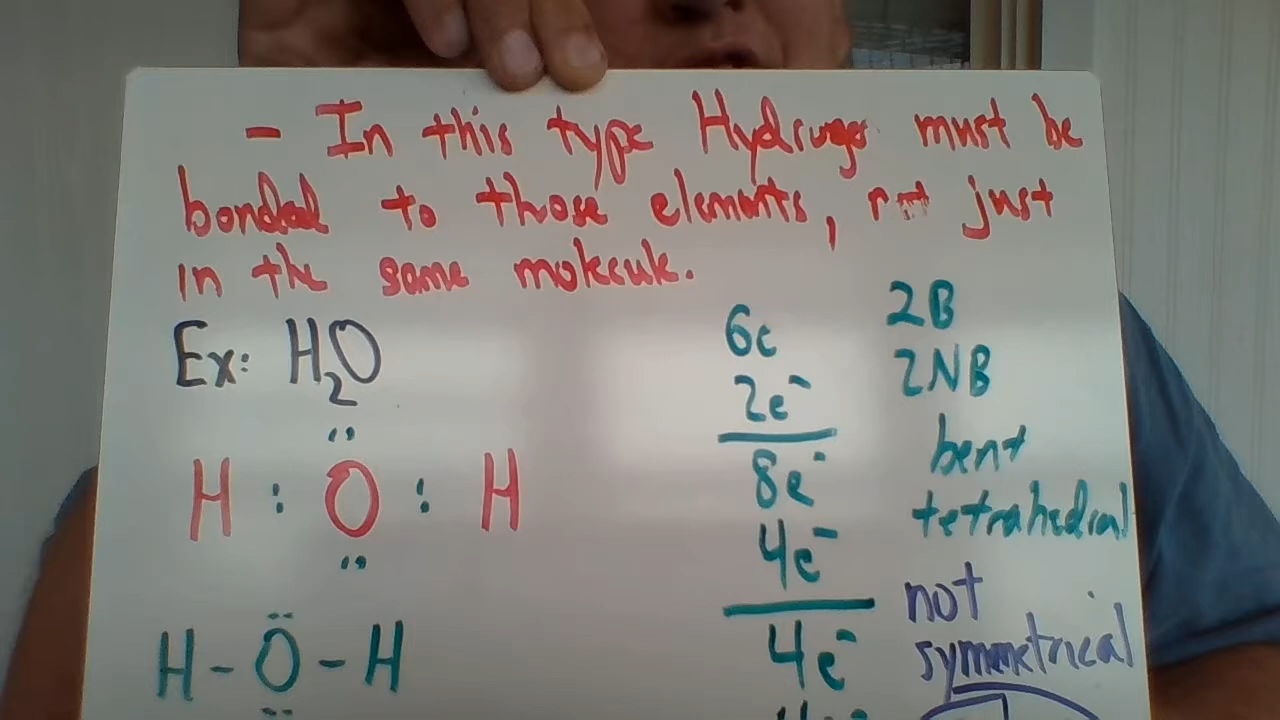 - In this type Hydrogen must be
bonded to those elements, not just
in the same molecule.
Ex: H₂O
H : O : H
H - O - H
6e
2e⁻
8e⁻
4e⁻
4e⁻
2B
2NB
bent
tetrahedral
not
symmetrical